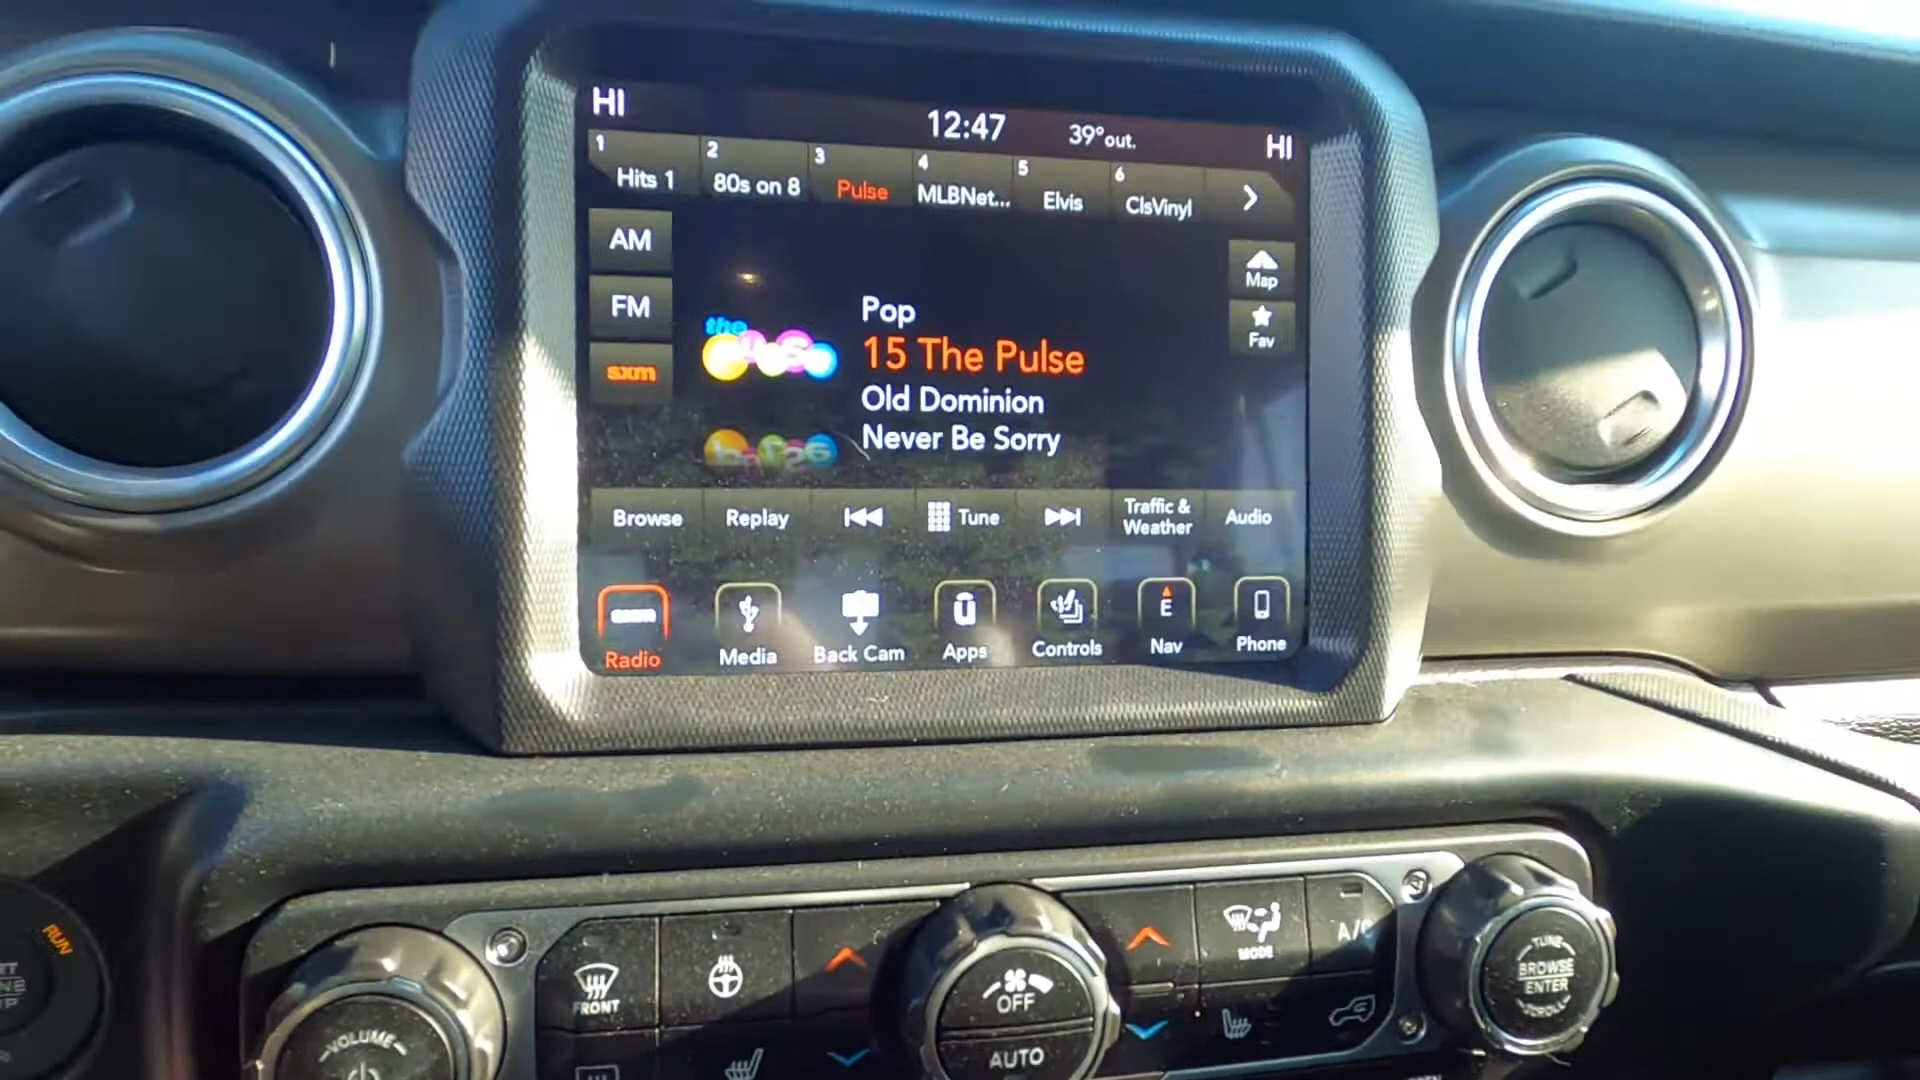 HI
12:47
39°out.
HI
1
Hits 1
2
80s on 8
3
Pulse
4
MLBNet...
5
Elvis
6
ClsVinyl
AM
FM
sxm
Map
Fav
the
Pop
15 The Pulse
Old Dominion
Never Be Sorry
Browse
Replay
Tune
Traffic &
Weather
Audio
Radio
Media
Back Cam
U
Apps
Controls
E
Nav
Phone
RUN
VOLUME
FRONT
OFF
AUTO
MODE
A/C
TUNE
BROWSE
ENTER
SCROLL